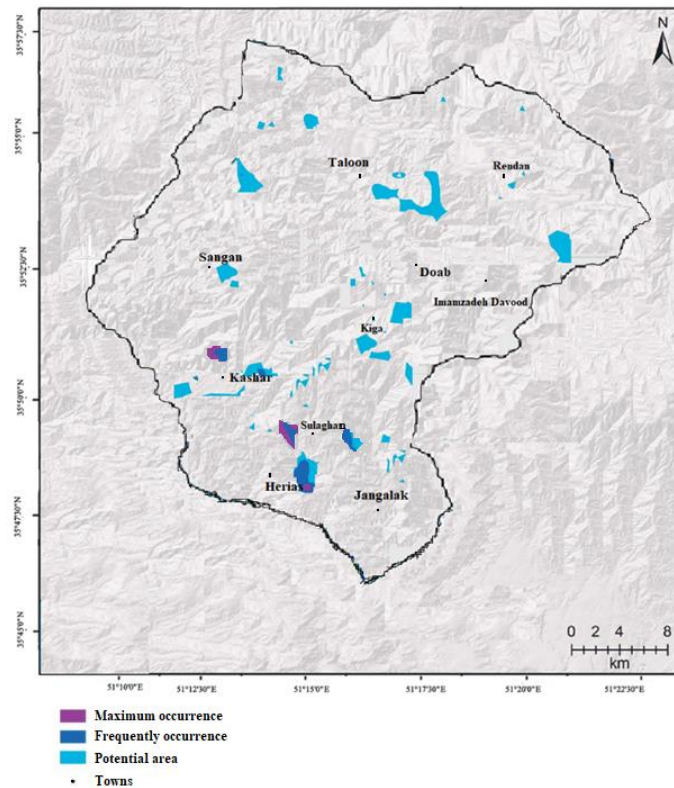 N
35°57'30"N
35°55'0"N
Taloon
Rendan
35°52'30"N
Sangan
Doab
Imamzadeh Davood
Kiga
Kashar
35°50'0"N
Sulaghan
Herias
Jangalak
35°47'30"N
35°45'0"N
0 2 4 8
km
51°10'0"E 51°12'30"E 51°15'0"E 51°17'30"E 51°20'0"E 51°22'30"E
Maximum occurrence
Frequently occurrence
Potential area
Towns